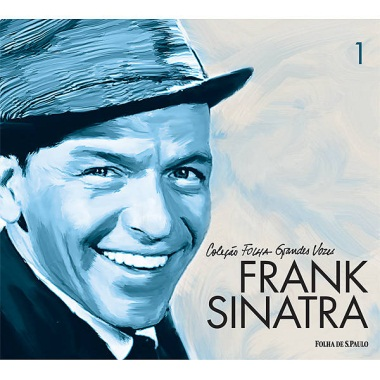 1
Coleção FOLHA Grandes Vozes
FRANK
SINATRA
FOLHA DE S.PAULO